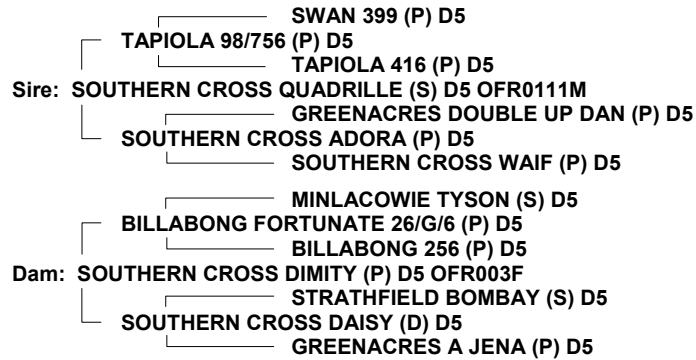 SWAN 399 (P) D5
TAPIOLA 98/756 (P) D5
TAPIOLA 416 (P) D5
Sire: SOUTHERN CROSS QUADRILLE (S) D5 OFR0111M
GREENACRES DOUBLE UP DAN (P) D5
SOUTHERN CROSS ADORA (P) D5
SOUTHERN CROSS WAIF (P) D5
MINLACOWIE TYSON (S) D5
BILLABONG FORTUNATE 26/G/6 (P) D5
BILLABONG 256 (P) D5
Dam: SOUTHERN CROSS DIMITY (P) D5 OFR003F
STRATHFIELD BOMBAY (S) D5
SOUTHERN CROSS DAISY (D) D5
GREENACRES A JENA (P) D5